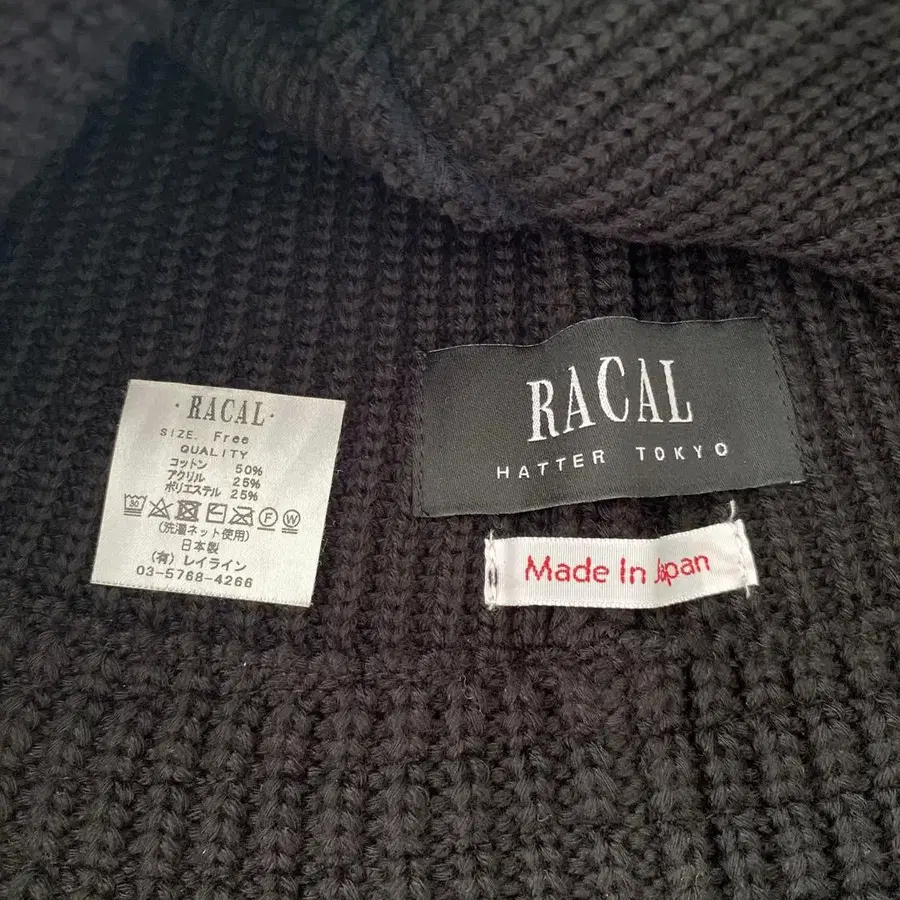 · RACAL ·
SIZE. Free
QUALITY
コットン 50%
アクリル 25%
ポリエステル 25%
30 F W
(洗濯ネット使用)
日本製
(有) レイライン
03-5768-4266
RACAL
HATTER TOKYO
Made In Japan